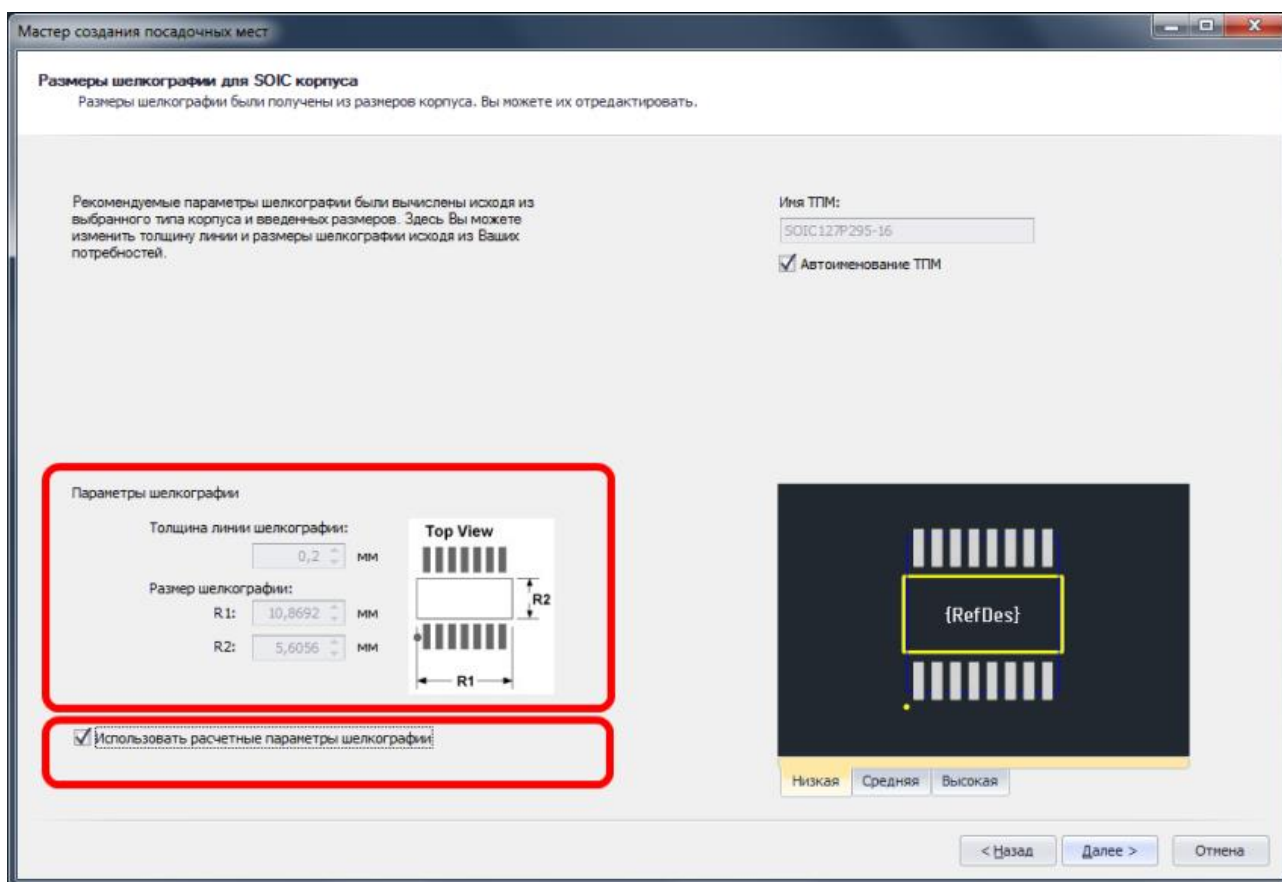 Мастер создания посадочных мест
Размеры шелкографии для SOIC корпуса
Размеры шелкографии были получены из размеров корпуса. Вы можете их отредактировать.
Рекомендуемые параметры шелкографии были вычислены исходя из
выбранного типа корпуса и введенных размеров. Здесь Вы можете
изменить толщину линии и размеры шелкографии исходя из Ваших
потребностей.
Имя ТПМ:
SOIC127P295-16
Автоименование ТПМ
Параметры шелкографии
Толщина линии шелкографии:
0,2 мм
Размер шелкографии:
R1: 10,8692 мм
R2: 5,6056 мм
Top View
R2
R1
Использовать расчетные параметры шелкографии
{RefDes}
Низкая Средняя Высокая
< Назад Далее > Отмена